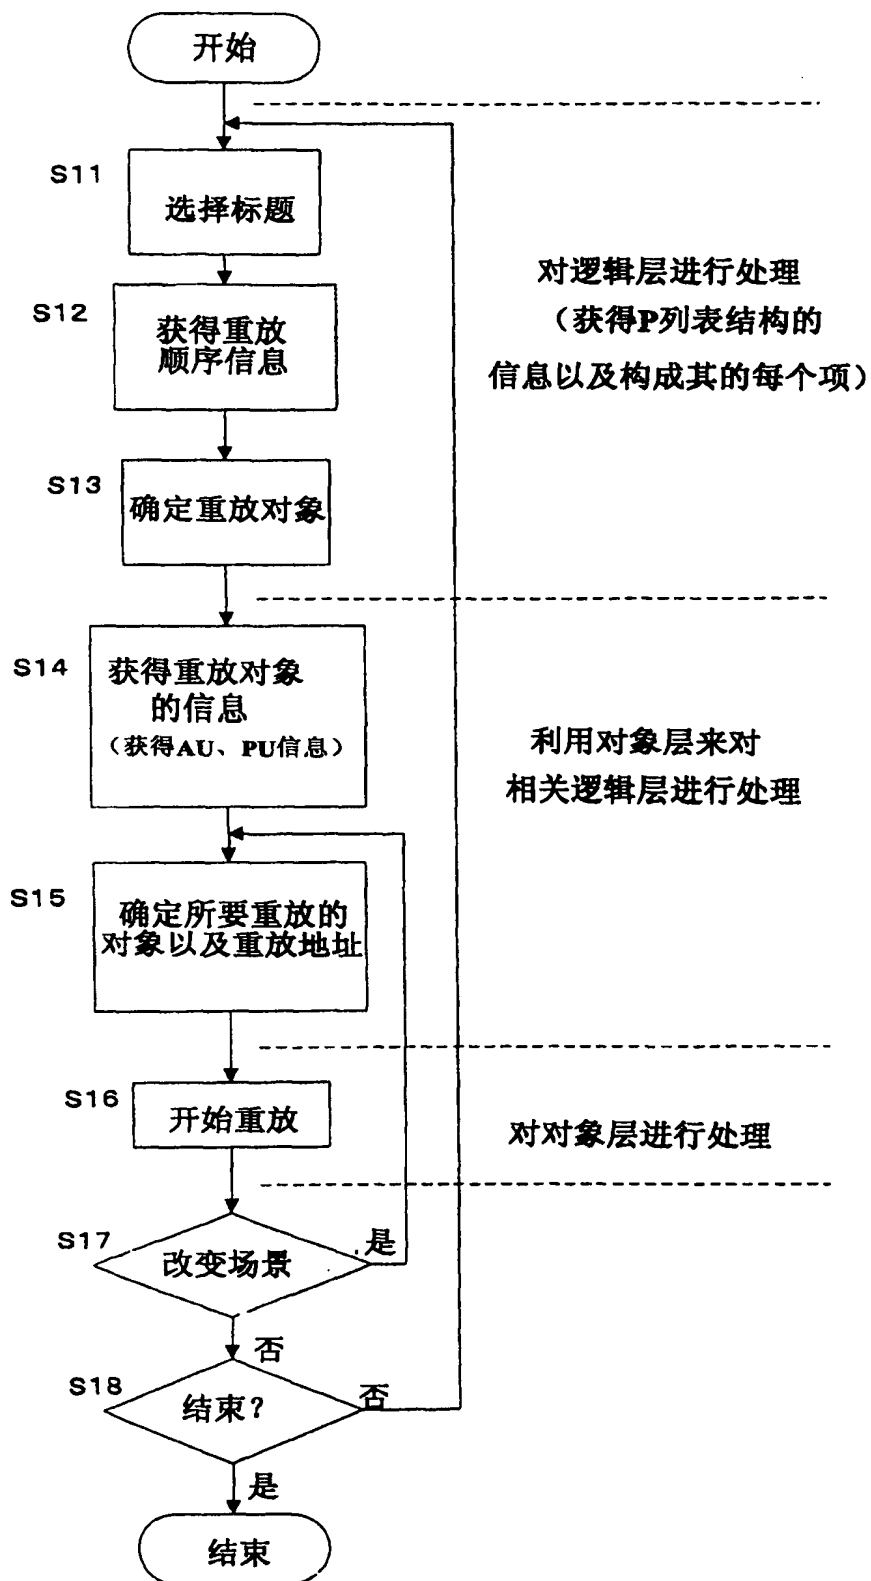 开始
S11
选择标题
对逻辑层进行处理
（获得P列表结构的
信息以及构成其的每个项）
S12
获得重放
顺序信息
S13
确定重放对象
S14
获得重放对象
的信息
（获得AU、PU信息）
利用对象层来对
相关逻辑层进行处理
S15
确定所要重放的
对象以及重放地址
S16
开始重放
对对象层进行处理
S17
改变场景
是
否
S18
结束？
否
是
结束